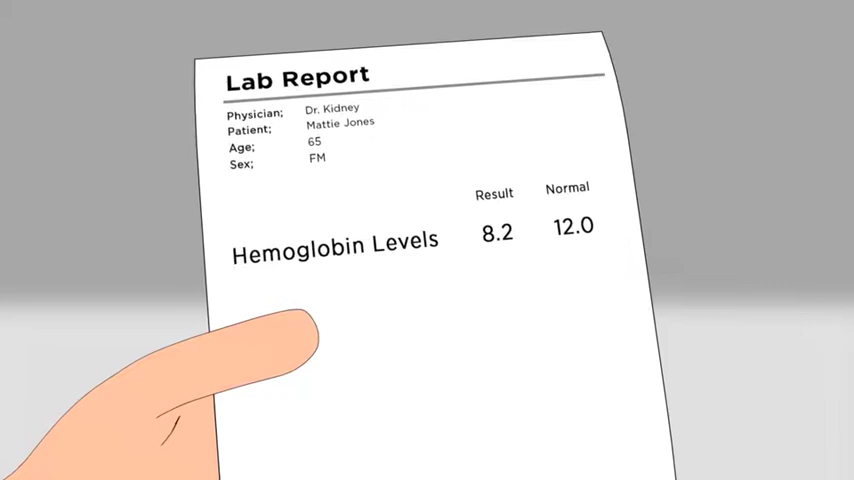 Lab Report
Physician; Dr. Kidney
Patient; Mattie Jones
Age; 65
Sex; FM
Result Normal
Hemoglobin Levels 8.2 12.0